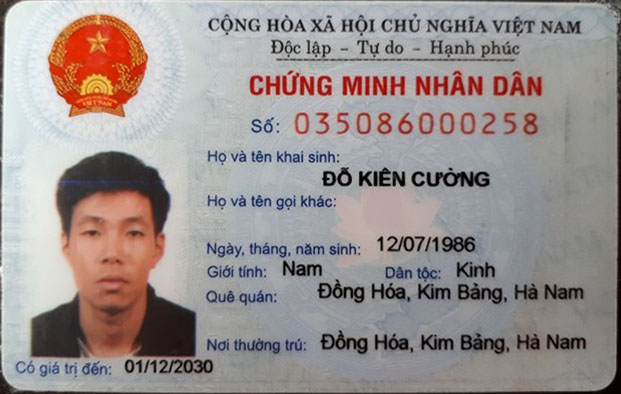 CỘNG HÒA XÃ HỘI CHỦ NGHĨA VIỆT NAM
Độc lập - Tự do - Hạnh phúc
CHỨNG MINH NHÂN DÂN
Số: 035086000258
Họ và tên khai sinh:
ĐỖ KIÊN CƯỜNG
Họ và tên gọi khác:
Ngày, tháng, năm sinh: 12/07/1986
Giới tính: Nam Dân tộc: Kinh
Quê quán: Đồng Hóa, Kim Bảng, Hà Nam
Nơi thường trú: Đồng Hóa, Kim Bảng, Hà Nam
Có giá trị đến: 01/12/2030